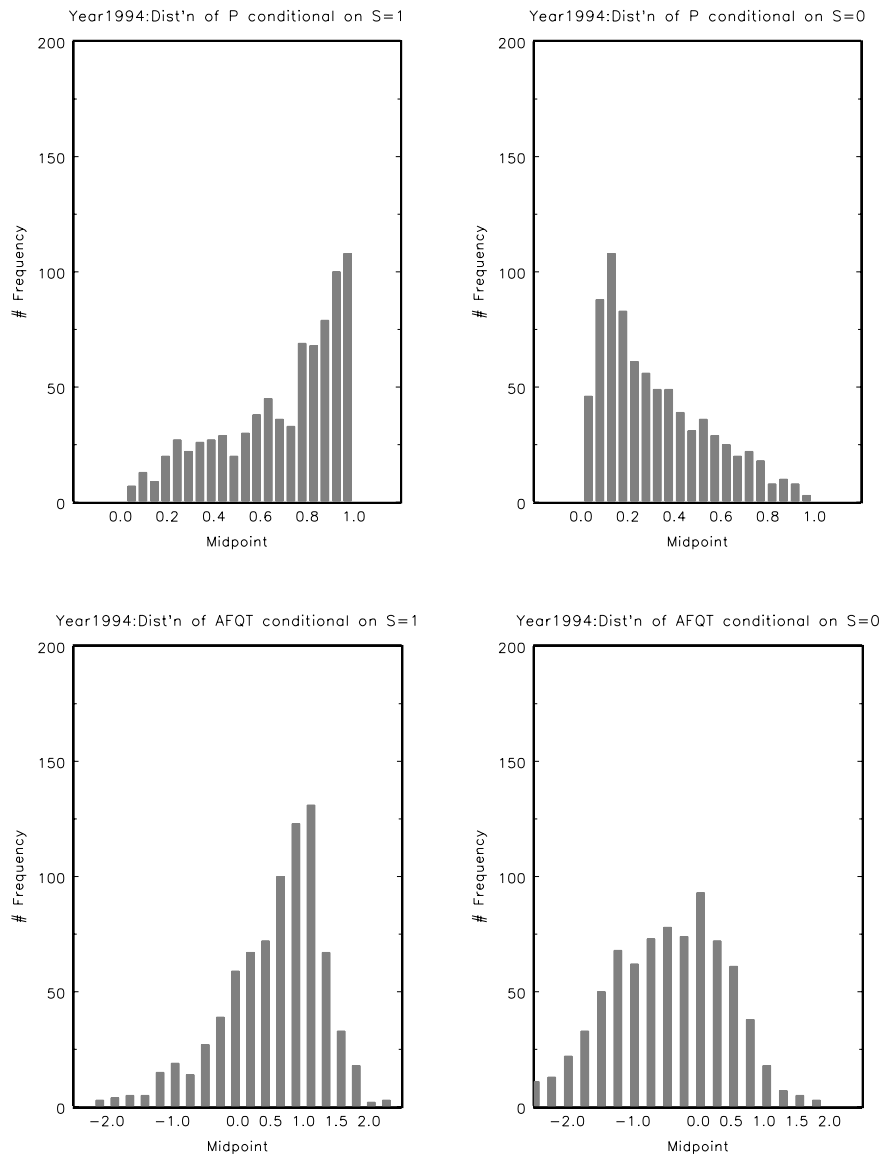 Year1994:Dist'n of P conditional on S=1
200
150
100
50
0
# Frequency
0.0 0.2 0.4 0.6 0.8 1.0
Midpoint
Year1994:Dist'n of P conditional on S=0
200
150
100
50
0
# Frequency
0.0 0.2 0.4 0.6 0.8 1.0
Midpoint
Year1994:Dist'n of AFQT conditional on S=1
200
150
100
50
0
# Frequency
−2.0 −1.0 0.0 0.5 1.0 1.5 2.0
Midpoint
Year1994:Dist'n of AFQT conditional on S=0
200
150
100
50
0
# Frequency
−2.0 −1.0 0.0 0.5 1.0 1.5 2.0
Midpoint